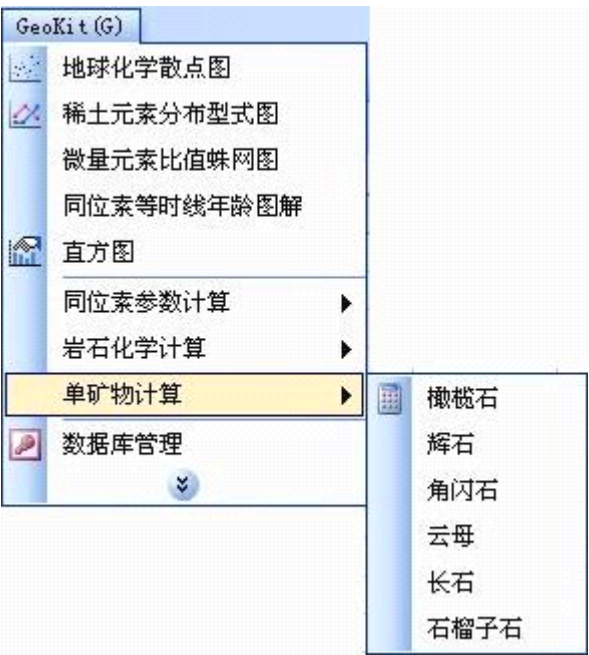 GeoKit(G)
地球化学散点图
稀土元素分布型式图
微量元素比值蛛网图
同位素等时线年龄图解
直方图
同位素参数计算
岩石化学计算
单矿物计算
数据库管理
橄榄石
辉石
角闪石
云母
长石
石榴子石